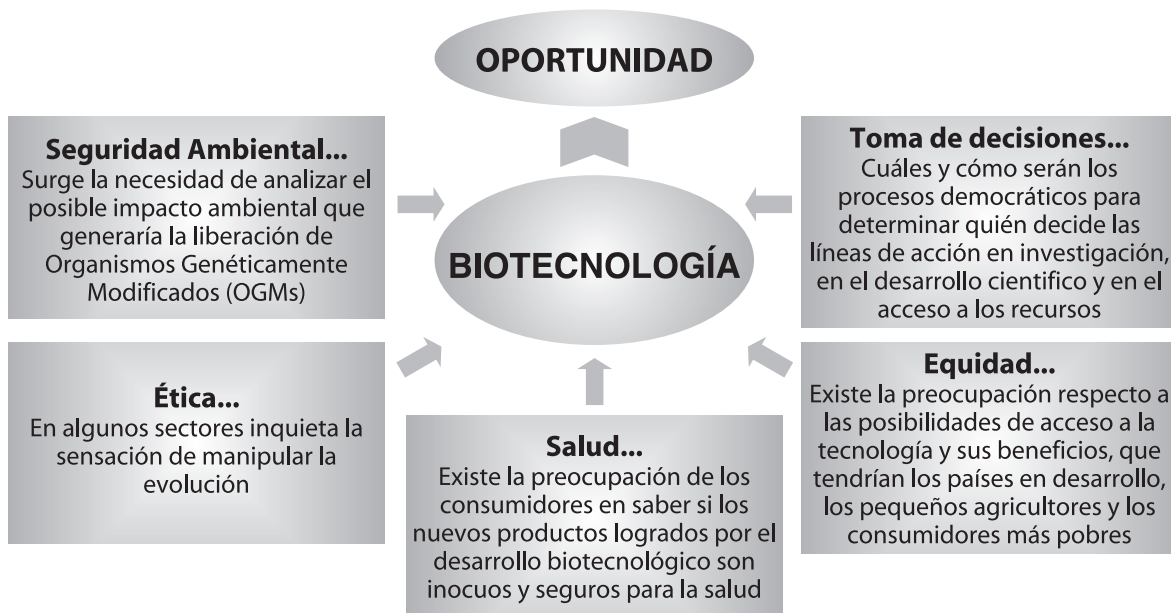 OPORTUNIDAD
Seguridad Ambiental...
Surge la necesidad de analizar el
posible impacto ambiental que
generaría la liberación de
Organismos Genéticamente
Modificados (OGMs)
BIOTECNOLOGÍA
Toma de decisiones...
Cuáles y cómo serán los
procesos democráticos para
determinar quién decide las
líneas de acción en investigación,
en el desarrollo cientifico y en el
acceso a los recursos
Ética...
En algunos sectores inquieta la
sensación de manipular la
evolución
Salud...
Existe la preocupación de los
consumidores en saber si los
nuevos productos logrados por el
desarrollo biotecnológico son
inocuos y seguros para la salud
Equidad...
Existe la preocupación respecto a
las posibilidades de acceso a la
tecnología y sus beneficios, que
tendrían los países en desarrollo,
los pequeños agricultores y los
consumidores más pobres